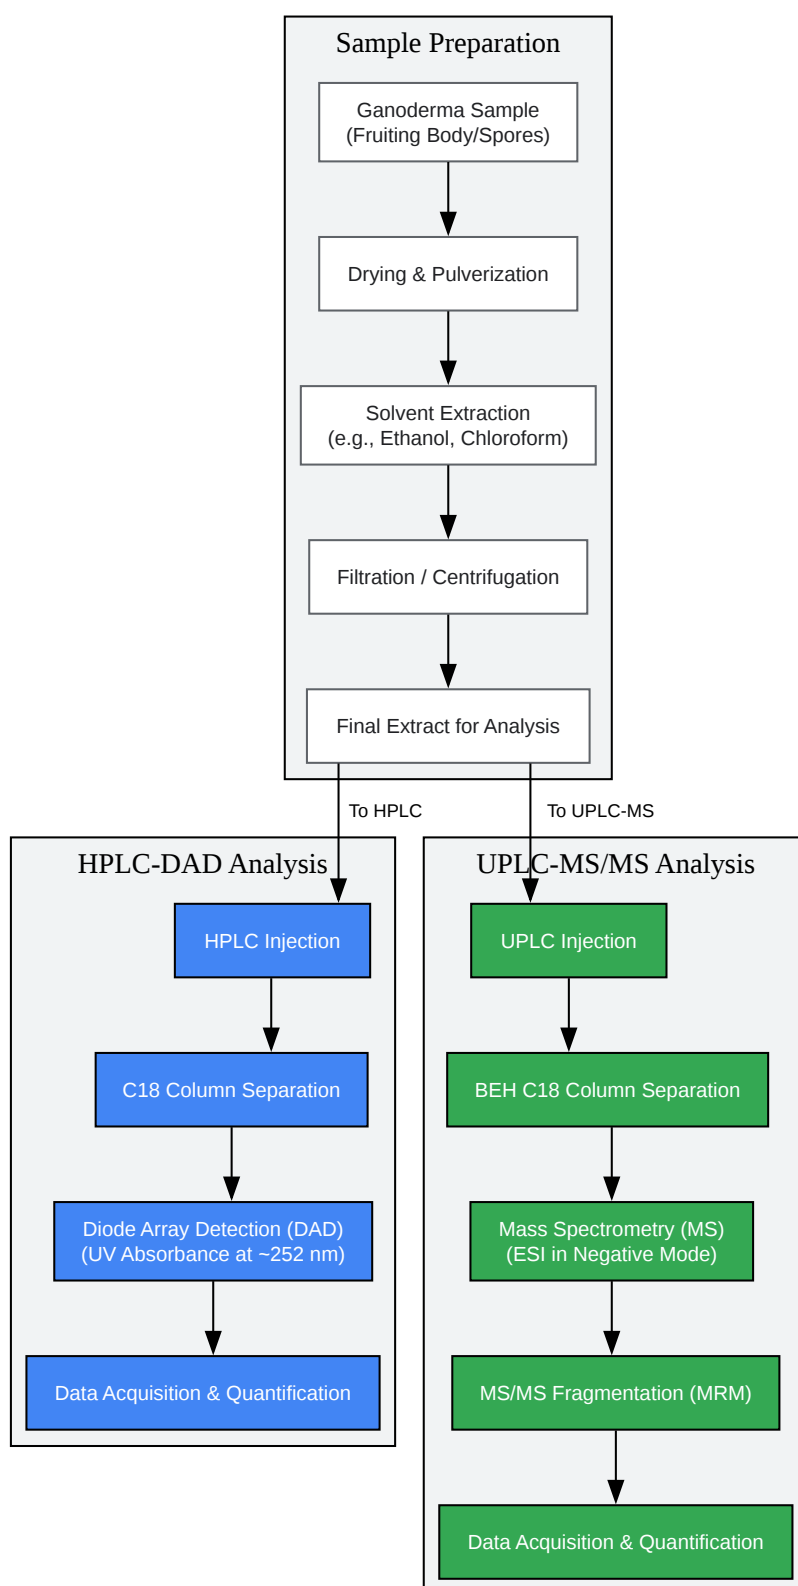 Sample Preparation
Ganoderma Sample
(Fruiting Body/Spores)
Drying & Pulverization
Solvent Extraction
(e.g., Ethanol, Chloroform)
Filtration / Centrifugation
Final Extract for Analysis
To HPLC
To UPLC-MS
HPLC-DAD Analysis
HPLC Injection
C18 Column Separation
Diode Array Detection (DAD)
(UV Absorbance at ~252 nm)
Data Acquisition & Quantification
UPLC-MS/MS Analysis
UPLC Injection
BEH C18 Column Separation
Mass Spectrometry (MS)
(ESI in Negative Mode)
MS/MS Fragmentation (MRM)
Data Acquisition & Quantification